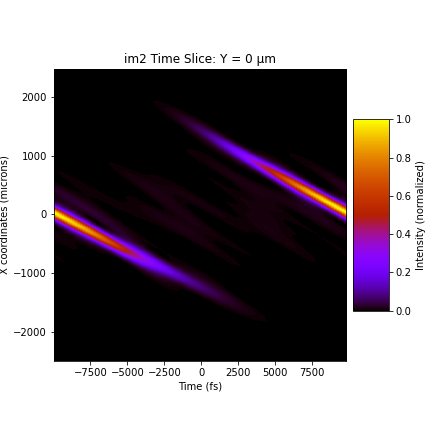 im2 Time Slice: Y = 0 μm
X coordinates (microns)
2000
1000
0
−1000
−2000
−7500 −5000 −2500 0 2500 5000 7500
Time (fs)
1.0
0.8
0.6
0.4
0.2
0.0
Intensity (normalized)